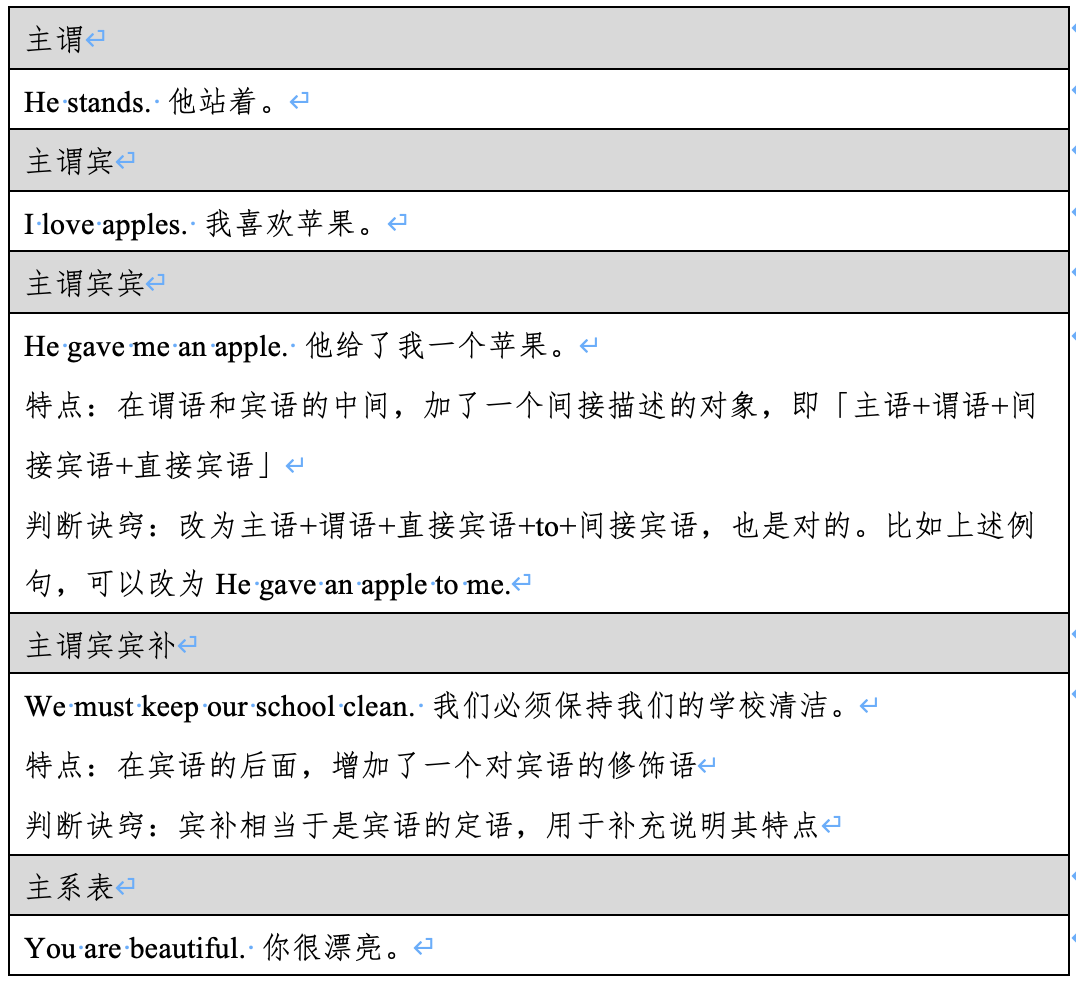 主谓
He stands. 他站着。
主谓宾
I love apples. 我喜欢苹果。
主谓宾宾
He gave me an apple. 他给了我一个苹果。
特点：在谓语和宾语的中间，加了一个间接描述的对象，即「主语+谓语+间
接宾语+直接宾语」
判断诀窍：改为主语+谓语+直接宾语+to+间接宾语，也是对的。比如上述例
句，可以改为 He gave an apple to me.
主谓宾宾补
We must keep our school clean. 我们必须保持我们的学校清洁。
特点：在宾语的后面，增加了一个对宾语的修饰语
判断诀窍：宾补相当于是宾语的定语，用于补充说明其特点
主系表
You are beautiful. 你很漂亮。